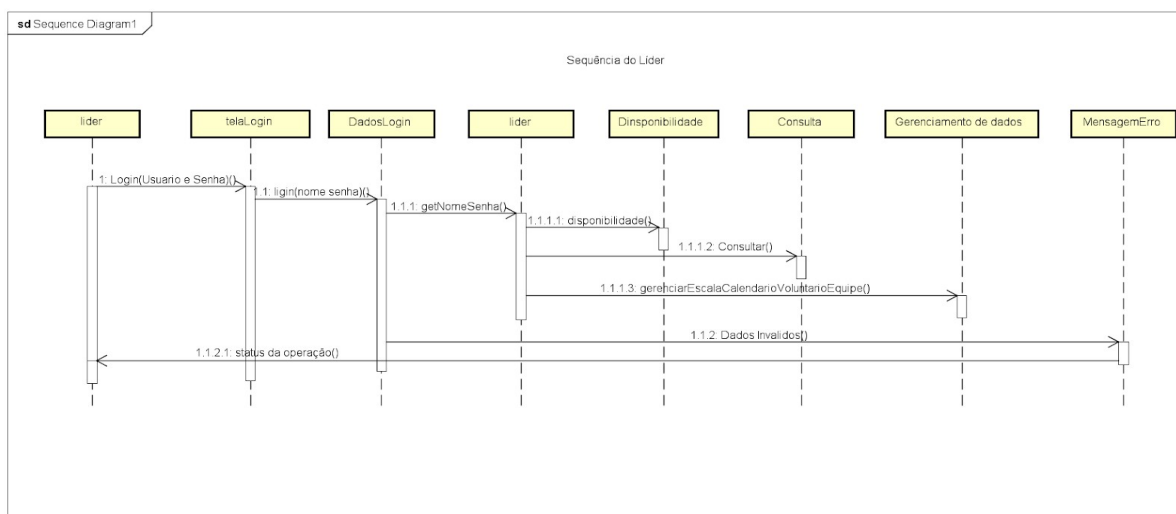 sd Sequence Diagram1
Sequência do Líder
lider
telaLogin
DadosLogin
lider
Dinsponibilidade
Consulta
Gerenciamento de dados
MensagemErro
1: Login(Usuario e Senha)()
1.1: ligin(nome senha)()
1.1.1: getNomeSenha()
1.1.1.1: disponibilidade()
1.1.1.2: Consultar()
1.1.1.3: gerenciarEscalaCalendarioVoluntarioEquipe()
1.1.2: Dados Invalidos()
1.1.2.1: status da operação()